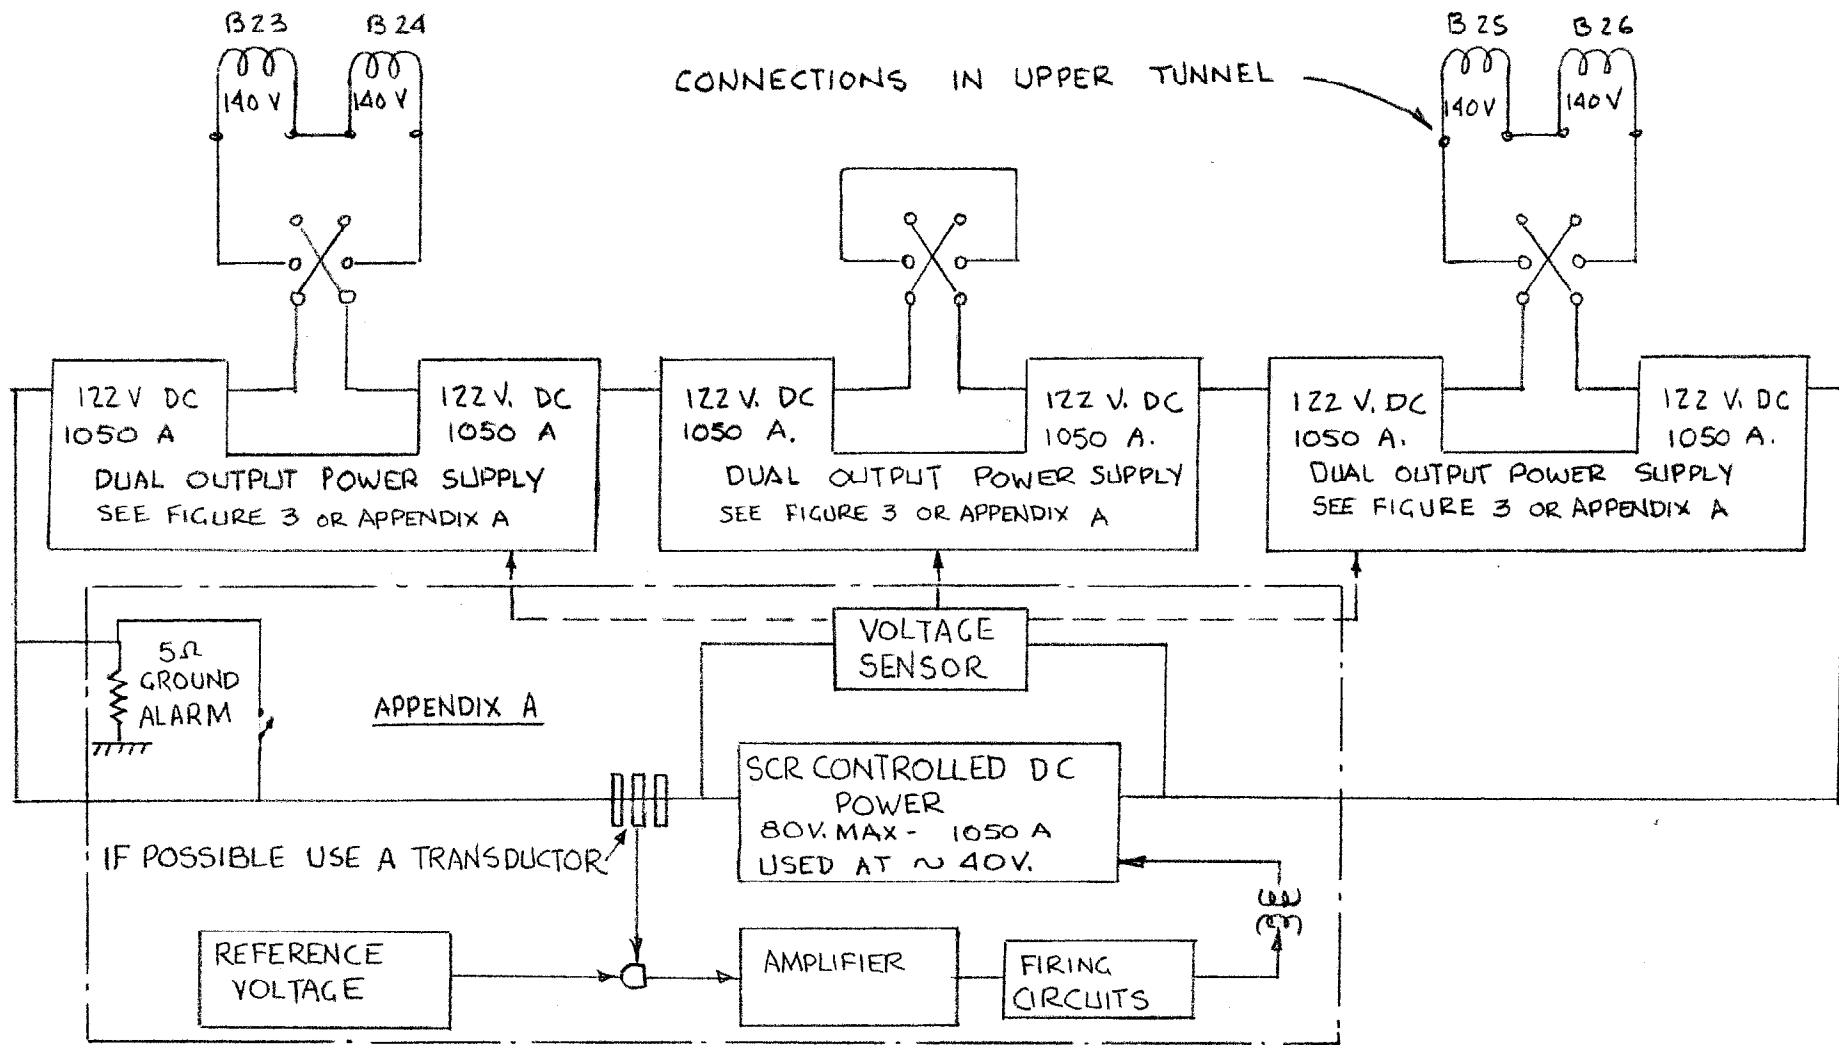 B23
B24
140 V
140 V
CONNECTIONS IN UPPER TUNNEL
B 25
B 26
140 V
140 V
122 V DC
1050 A
122 V. DC
1050 A
DUAL OUTPUT POWER SUPPLY
SEE FIGURE 3 OR APPENDIX A
122 V. DC
1050 A.
122 V. DC
1050 A.
DUAL OUTPUT POWER SUPPLY
SEE FIGURE 3 OR APPENDIX A
122 V. DC
1050 A.
122 V. DC
1050 A.
DUAL OUTPUT POWER SUPPLY
SEE FIGURE 3 OR APPENDIX A
5Ω
GROUND
ALARM
APPENDIX A
VOLTAGE
SENSOR
SCR CONTROLLED DC
POWER
80V. MAX - 1050 A
USED AT ~ 40V.
IF POSSIBLE USE A TRANSDUCTOR
REFERENCE
VOLTAGE
AMPLIFIER
FIRING
CIRCUITS